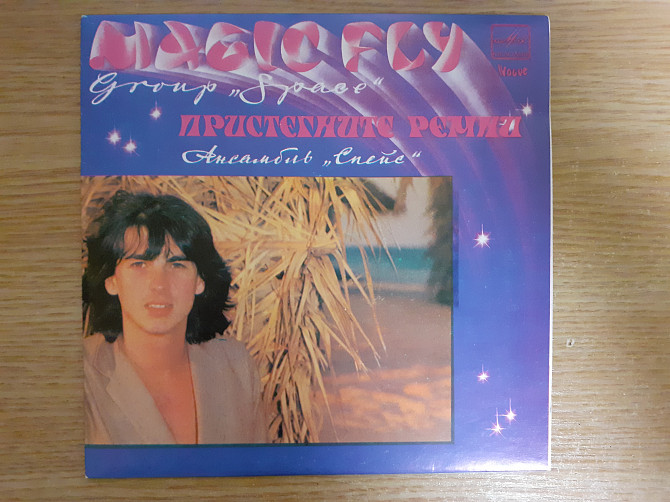 MAGIC FLY
Group „Space“
ПРИСТЕГНИТЕ РЕМНИ
Ансамбль „Спейс“